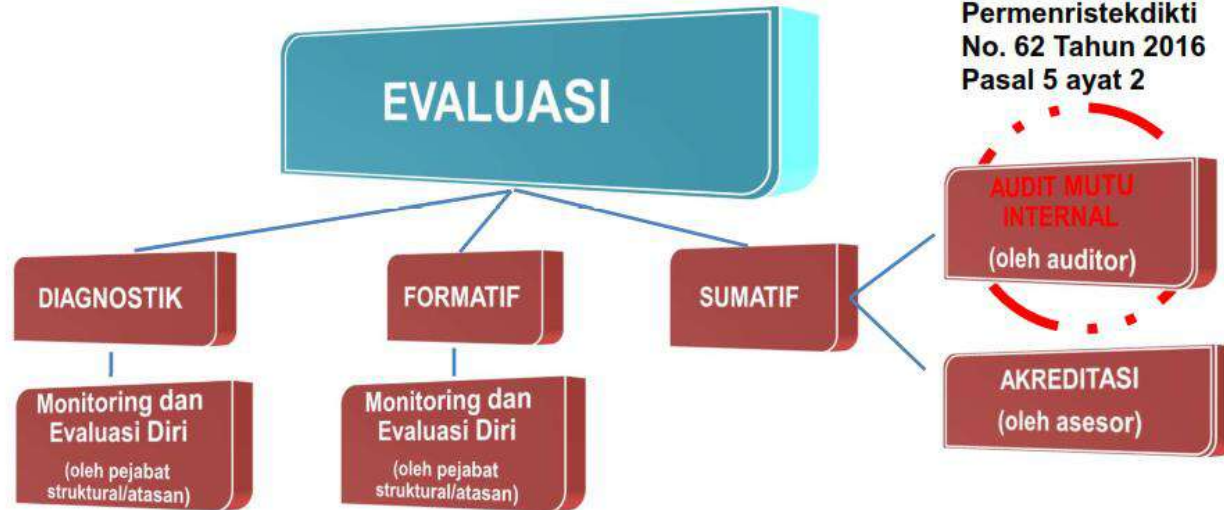 EVALUASI
Permenristekdikti
No. 62 Tahun 2016
Pasal 5 ayat 2
DIAGNOSTIK
FORMATIF
SUMATIF
AUDIT MUTU
INTERNAL
(oleh auditor)
Monitoring dan
Evaluasi Diri
(oleh pejabat
struktural/atasan)
Monitoring dan
Evaluasi Diri
(oleh pejabat
struktural/atasan)
AKREDITASI
(oleh asesor)